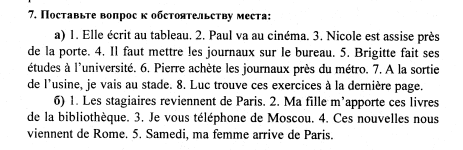 7. Поставьте вопрос к обстоятельству места:
а) 1. Elle écrit au tableau. 2. Paul va au cinéma. 3. Nicole est assise près
de la porte. 4. Il faut mettre les journaux sur le bureau. 5. Brigitte fait ses
études à l'université. 6. Pierre achète les journaux près du métro. 7. A la sortie
de l'usine, je vais au stade. 8. Luc trouve ces exercices à la dernière page.
б) 1. Les stagiaires reviennent de Paris. 2. Ma fille m'apporte ces livres
de la bibliothèque. 3. Je vous téléphone de Moscou. 4. Ces nouvelles nous
viennent de Rome. 5. Samedi, ma femme arrive de Paris.